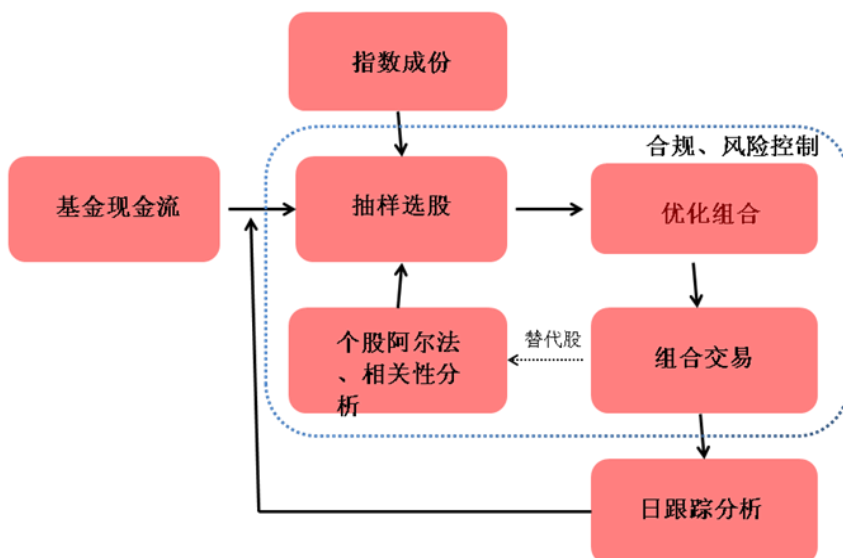 指数成份
合规、风险控制
基金现金流
抽样选股
优化组合
个股阿尔法
、相关性分
析
替代股
组合交易
日跟踪分析